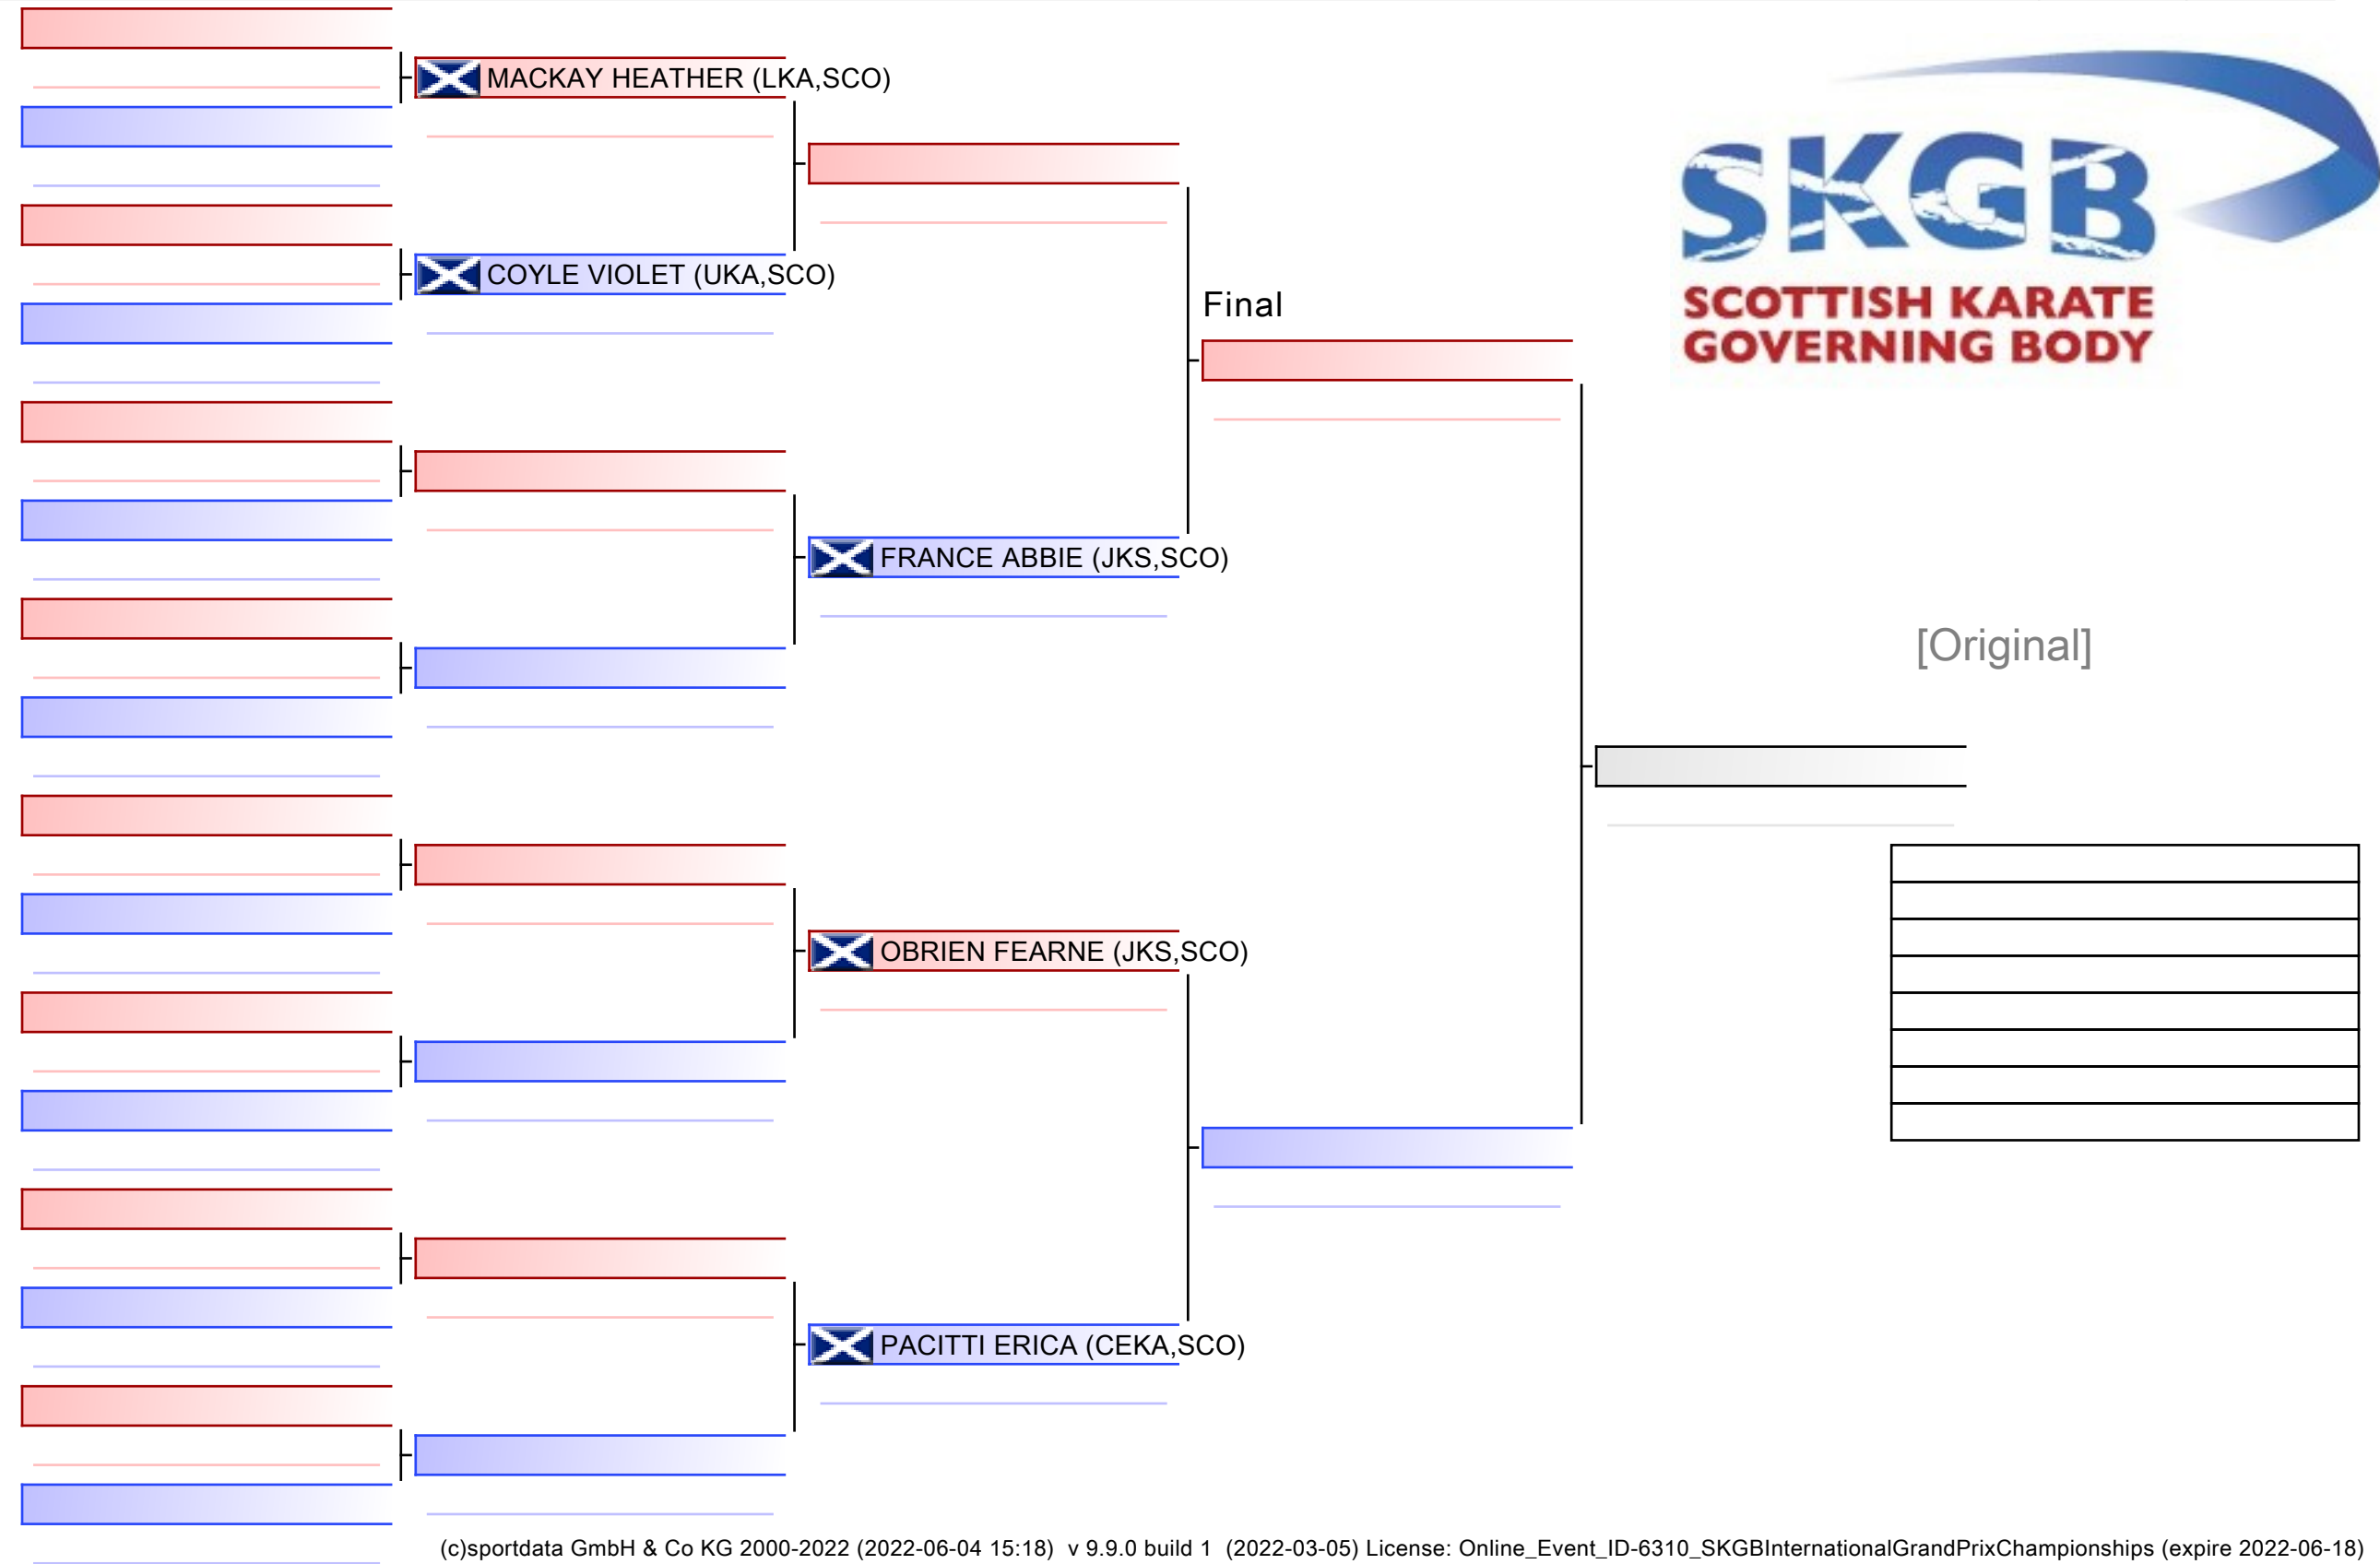 MACKAY HEATHER (LKA,SCO)
COYLE VIOLET (UKA,SCO)
SKGB
SCOTTISH KARATE
GOVERNING BODY
Final
FRANCE ABBIE (JKS,SCO)
[Original]
OBRIEN FEARNE (JKS,SCO)
PACITTI ERICA (CEKA,SCO)
(c)sportdata GmbH & Co KG 2000-2022 (2022-06-04 15:18) v 9.9.0 build 1 (2022-03-05) License: Online_Event_ID-6310_SKGBInternationalGrandPrixChampionships (expire 2022-06-18)